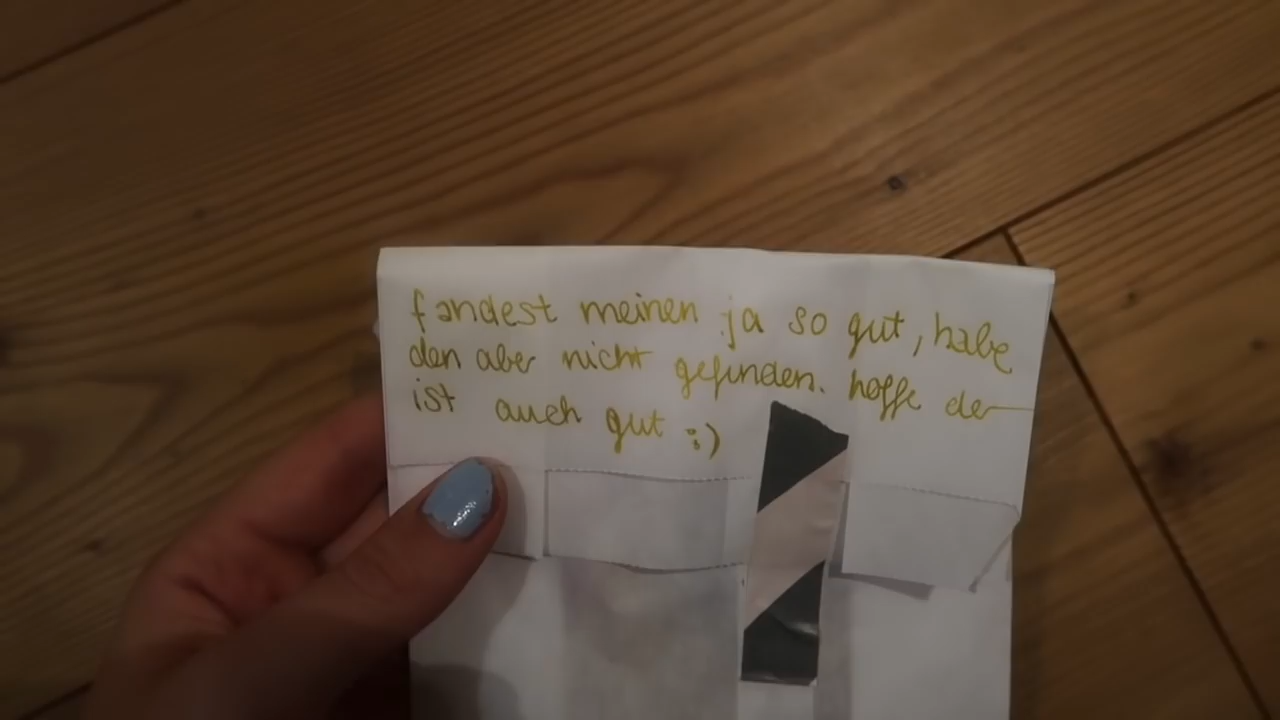 fandest meinen ja so gut, habe
den aber nicht gefunden. hoffe der
ist auch gut :)